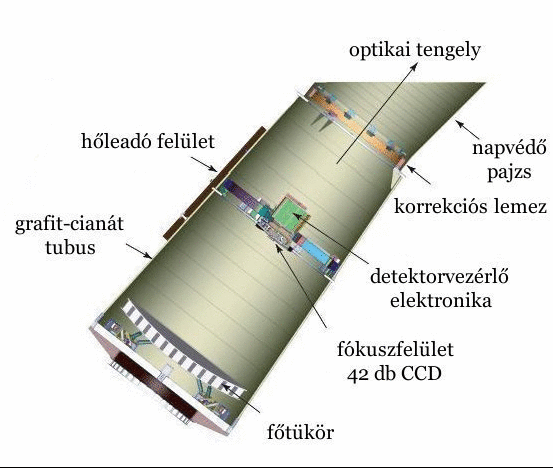 optikai tengely
hőleadó felület
napvédő
pajzs
korrekciós lemez
grafit-cianát
tubus
detektorvezérlő
elektronika
fókuszfelület
42 db CCD
főtükör